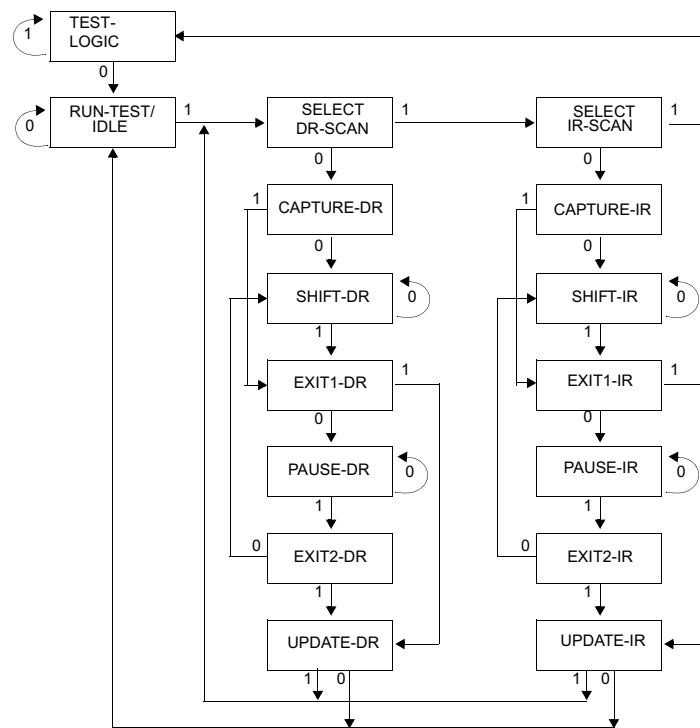 TEST-
LOGIC
1
0
RUN-TEST/
IDLE
0
1
SELECT
DR-SCAN
1
SELECT
IR-SCAN
1
0
0
1
CAPTURE-DR
1
CAPTURE-IR
0
0
SHIFT-DR
0
SHIFT-IR
0
1
1
EXIT1-DR
1
EXIT1-IR
1
0
0
PAUSE-DR
0
PAUSE-IR
0
1
1
0
EXIT2-DR
0
EXIT2-IR
1
1
UPDATE-DR
UPDATE-IR
1 0
1 0